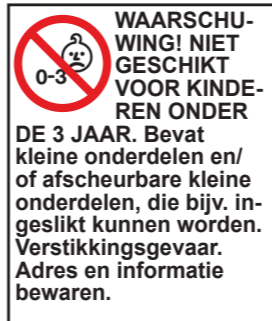 WAARSCHU-
WING! NIET
GESCHIKT
VOOR KINDE-
REN ONDER
0-3
DE 3 JAAR. Bevat
kleine onderdelen en/
of afscheurbare kleine
onderdelen, die bijv. in-
geslikt kunnen worden.
Verstikkingsgevaar.
Adres en informatie
bewaren.